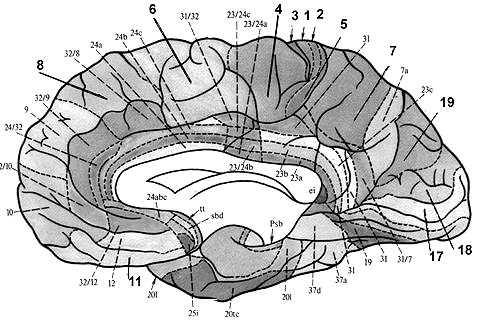 6
31/32
23/24c
23/24a
4
3 1 2
5
31
7
7a
23c
19
24c
24b
24a
32/8
8
32/9
9
24/32
2/10
10
23/24b
23b
23a
ei
24abc
tt
sbd
Psb
32/12
12
11
20l
25i
20tc
20l
37d
37a
31
19
31
31/7
17
18